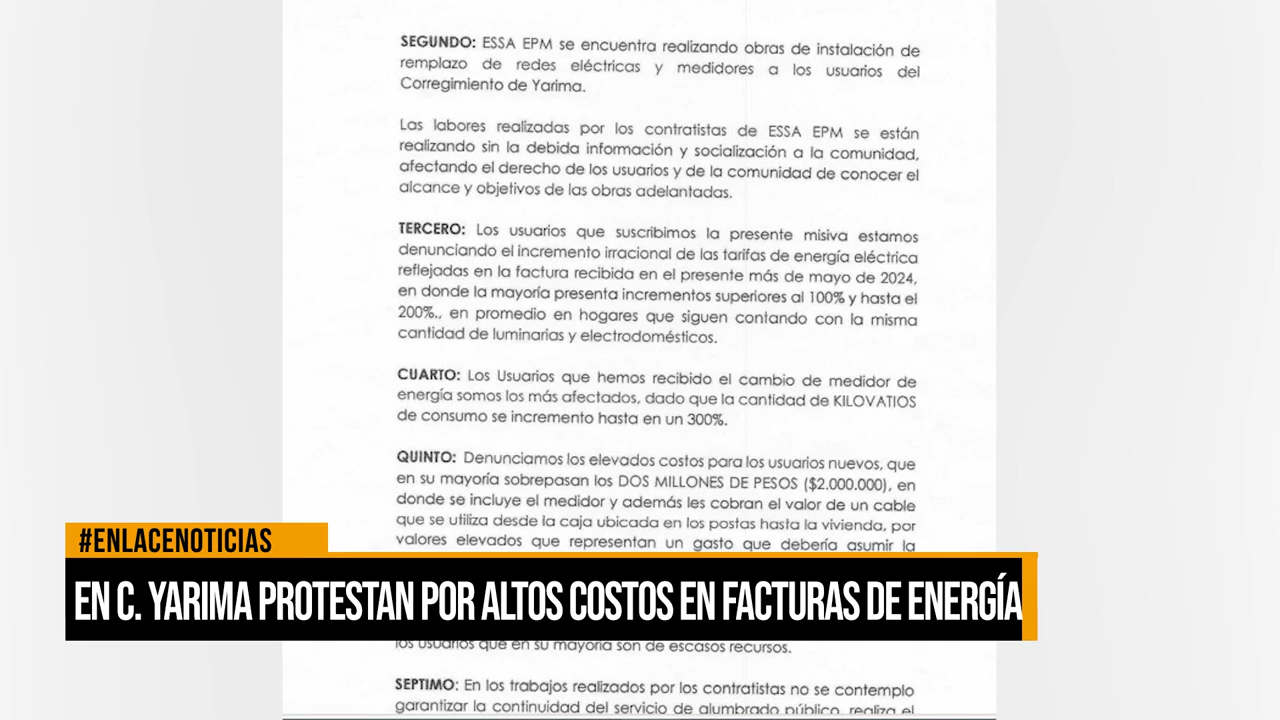 SEGUNDO: ESSA EPM se encuentra realizando obras de instalación de
remplazo de redes eléctricas y medidores a los usuarios del
Corregimiento de Yarima.
Las labores realizadas por los contratistas de ESSA EPM se están
realizando sin la debida información y socialización a la comunidad,
afectando el derecho de los usuarios y de la comunidad de conocer el
alcance y objetivos de las obras adelantadas.
TERCERO: Los usuarios que suscribimos la presente misiva estamos
denunciando el incremento irracional de las tarifas de energía eléctrica
reflejadas en la factura recibida en el presente más de mayo de 2024,
en donde la mayoría presenta incrementos superiores al 100% y hasta el
200%., en promedio en hogares que siguen contando con la misma
cantidad de luminarias y electrodomésticos.
CUARTO: Los Usuarios que hemos recibido el cambio de medidor de
energía somos los más afectados, dado que la cantidad de KILOVATIOS
de consumo se incremento hasta en un 300%.
QUINTO: Denunciamos los elevados costos para los usuarios nuevos, que
en su mayoría sobrepasan los DOS MILLONES DE PESOS ($2.000.000), en
donde se incluye el medidor y además les cobran el valor de un cable
que se utiliza desde la caja ubicada en los postas hasta la vivienda, por
valores elevados que representan un gasto que debería asumir la
#ENLACENOTICIAS
EN C. YARIMA PROTESTAN POR ALTOS COSTOS EN FACTURAS DE ENERGÍA
los usuarios que en su mayoría son de escasos recursos.
SEPTIMO: En los trabajos realizados por los contratistas no se contemplo
garantizar la continuidad del servicio de alumbrado público, realiza el